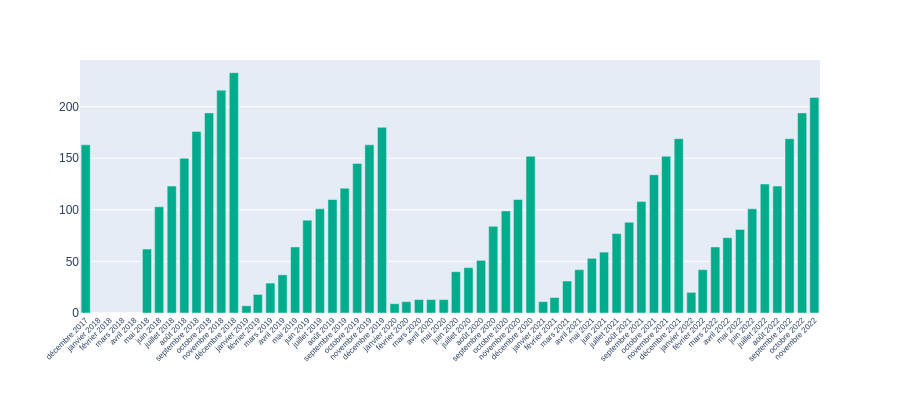 200
150
100
50
0
décembre 2017
janvier 2018
février 2018
mars 2018
avril 2018
mai 2018
juin 2018
juillet 2018
août 2018
septembre 2018
octobre 2018
novembre 2018
décembre 2018
janvier 2019
février 2019
mars 2019
avril 2019
mai 2019
juin 2019
juillet 2019
août 2019
septembre 2019
octobre 2019
novembre 2019
décembre 2019
janvier 2020
février 2020
mars 2020
avril 2020
mai 2020
juin 2020
juillet 2020
août 2020
septembre 2020
octobre 2020
novembre 2020
décembre 2020
janvier 2021
février 2021
mars 2021
avril 2021
mai 2021
juin 2021
juillet 2021
août 2021
septembre 2021
octobre 2021
novembre 2021
décembre 2021
janvier 2022
février 2022
mars 2022
avril 2022
mai 2022
juin 2022
juillet 2022
août 2022
septembre 2022
octobre 2022
novembre 2022